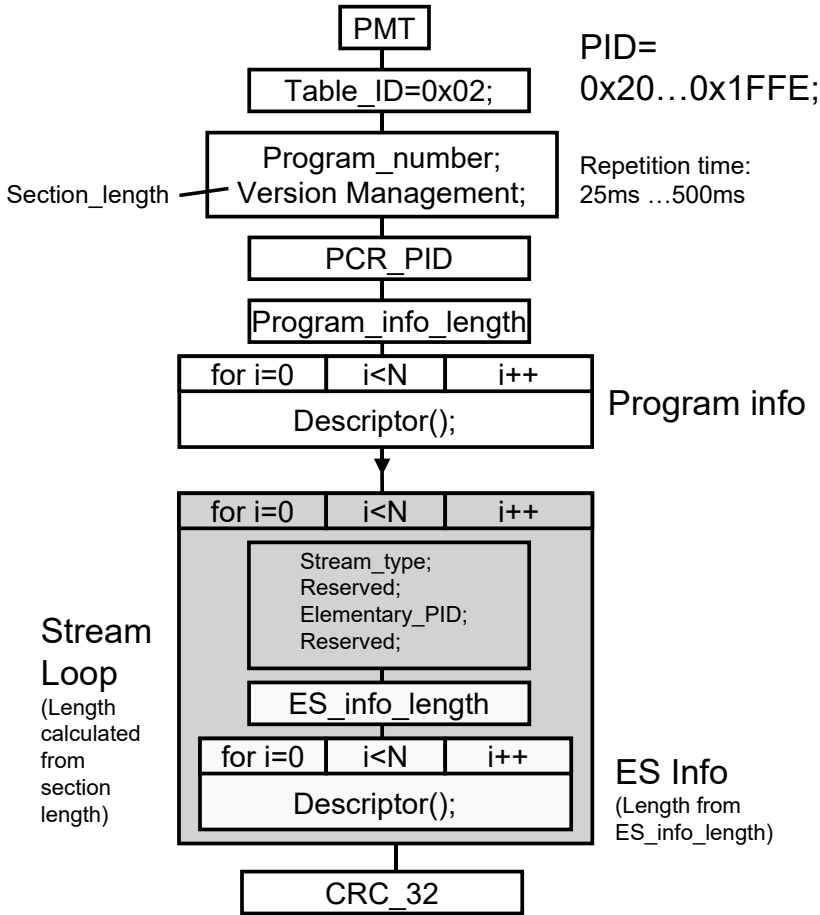 PMT
PID=
0x20…0x1FFE;
Table_ID=0x02;
Program_number;
Version Management;
Section_length
Repetition time:
25ms …500ms
PCR_PID
Program_info_length
for i=0 i<N i++
Descriptor();
Program info
for i=0 i<N i++
Stream_type;
Reserved;
Elementary_PID;
Reserved;
Stream
Loop
(Length
calculated
from
section
length)
ES_info_length
for i=0 i<N i++
Descriptor();
ES Info
(Length from
ES_info_length)
CRC_32